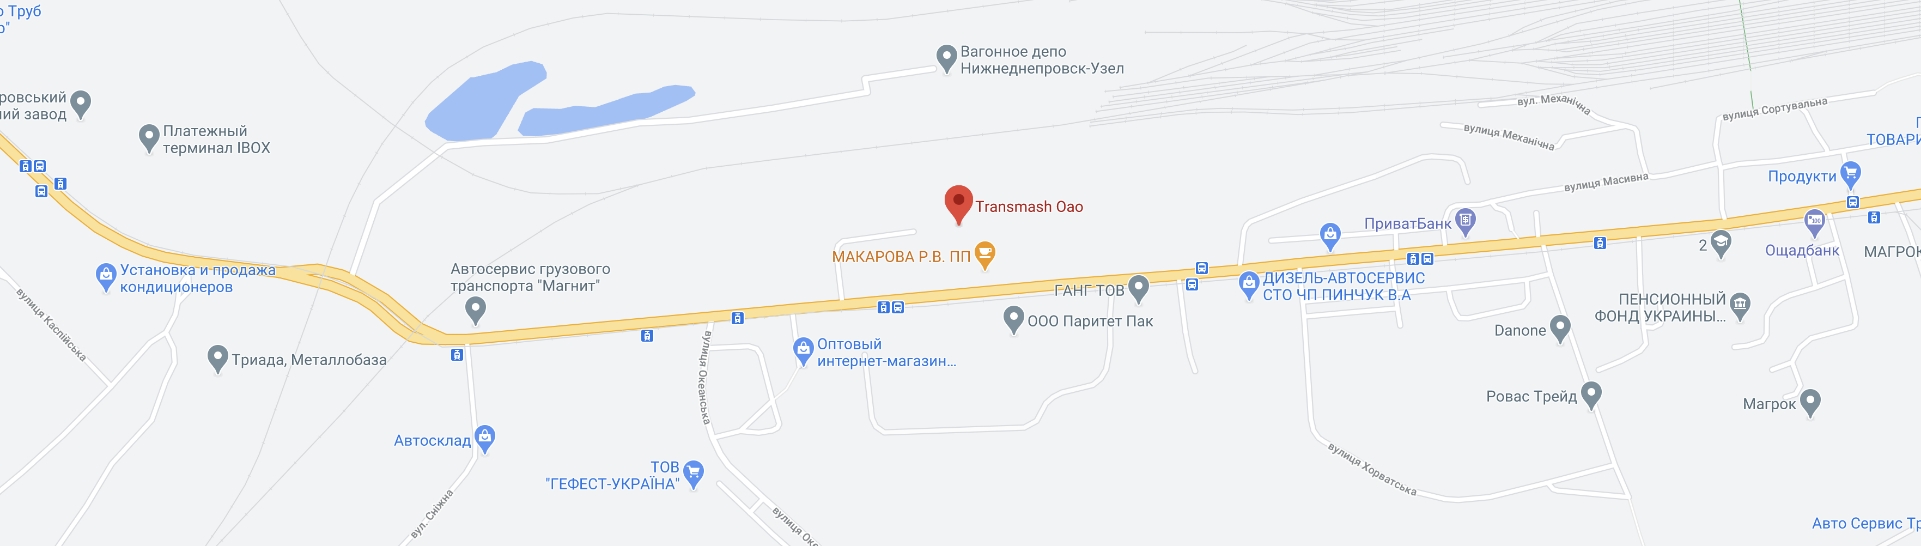 Труб
Вагонное депо
Нижнеднепровск-Узел
ровський
ий завод
Платежный
терминал IBOX
вул. Механічна
вулиця Механічна
вулиця Сортувальна
ТОВАРИ
Продукти
вулиця Масивна
Transmash Oao
ПриватБанк
2
Ощадбанк
МАГРОК
МАКАРОВА Р.В. ПП
Установка и продажа
кондиционеров
Автосервис грузового
транспорта "Магнит"
ДИЗЕЛЬ-АВТОСЕРВИС
СТО ЧП ПИНЧУК В.А
ГАНГ ТОВ
ПЕНСИОННЫЙ
ФОНД УКРАИНЫ...
вулиця Каспійська
ООО Паритет Пак
Danone
Триада, Металлобаза
Оптовый
интернет-магазин...
вулиця Океанська
Ровас Трейд
Магрок
Автосклад
ТОВ
"ГЕФЕСТ-УКРАЇНА"
вулиця Хорватська
вул. Сніжна
вулиця Оке
Авто Сервис Тр